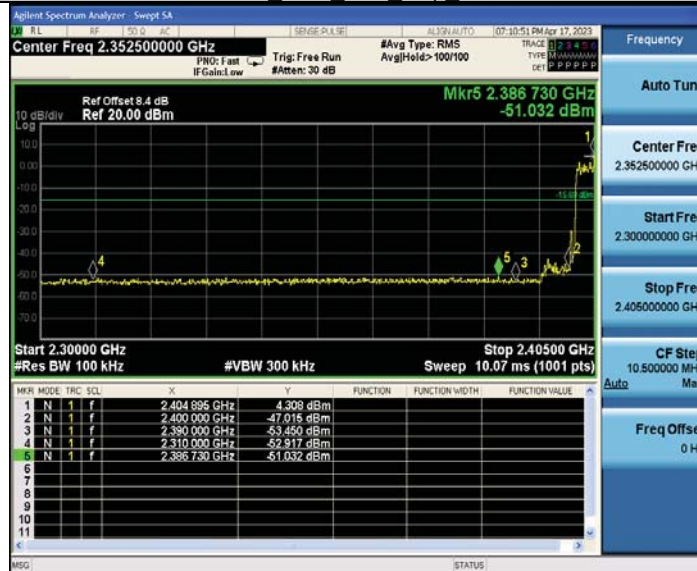 Agilent Spectrum Analyzer - Swept SA
RL RF 50 Ω AC SENSE:PULSE ALIGN AUTO 07:10:51 PM Apr 17, 2023
Center Freq 2.352500000 GHz
PNO: Fast
IFGain:Low
Trig: Free Run
#Atten: 30 dB
#Avg Type: RMS
Avg|Hold:>100/100
TRACE 1 2 3 4 5 6
TYPE
DET P P P P P P
Frequency
Ref Offset 8.4 dB
10 dB/div Ref 20.00 dBm
Log
Mkr5 2.386 730 GHz
-51.032 dBm
10.0
0.00
-10.0
-20.0
-30.0
-40.0
-50.0
-60.0
-70.0
1
2
3
4
5
Start 2.30000 GHz Stop 2.40500 GHz
#Res BW 100 kHz #VBW 300 kHz Sweep 10.07 ms (1001 pts)
MKR MODE TRC SCL X Y FUNCTION FUNCTION WIDTH FUNCTION VALUE
1 N 1 f 2.404 895 GHz 4.308 dBm
2 N 1 f 2.400 000 GHz -47.015 dBm
3 N 1 f 2.390 000 GHz -53.450 dBm
4 N 1 f 2.310 000 GHz -52.917 dBm
5 N 1 f 2.386 730 GHz -51.032 dBm
6
7
8
9
10
11
MSG STATUS
Auto Tun
Center Fre
2.352500000 GH
Start Fre
2.300000000 GH
Stop Fre
2.405000000 GH
CF Ste
10.500000 MH
Auto Ma
Freq Offse
0 H